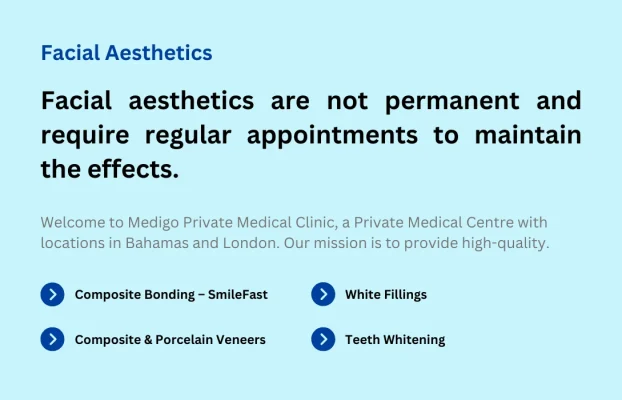 Facial Aesthetics
Facial aesthetics are not permanent and
require regular appointments to maintain
the effects.
Welcome to Medigo Private Medical Clinic, a Private Medical Centre with
locations in Bahamas and London. Our mission is to provide high-quality.
Composite Bonding – SmileFast
White Fillings
Composite & Porcelain Veneers
Teeth Whitening